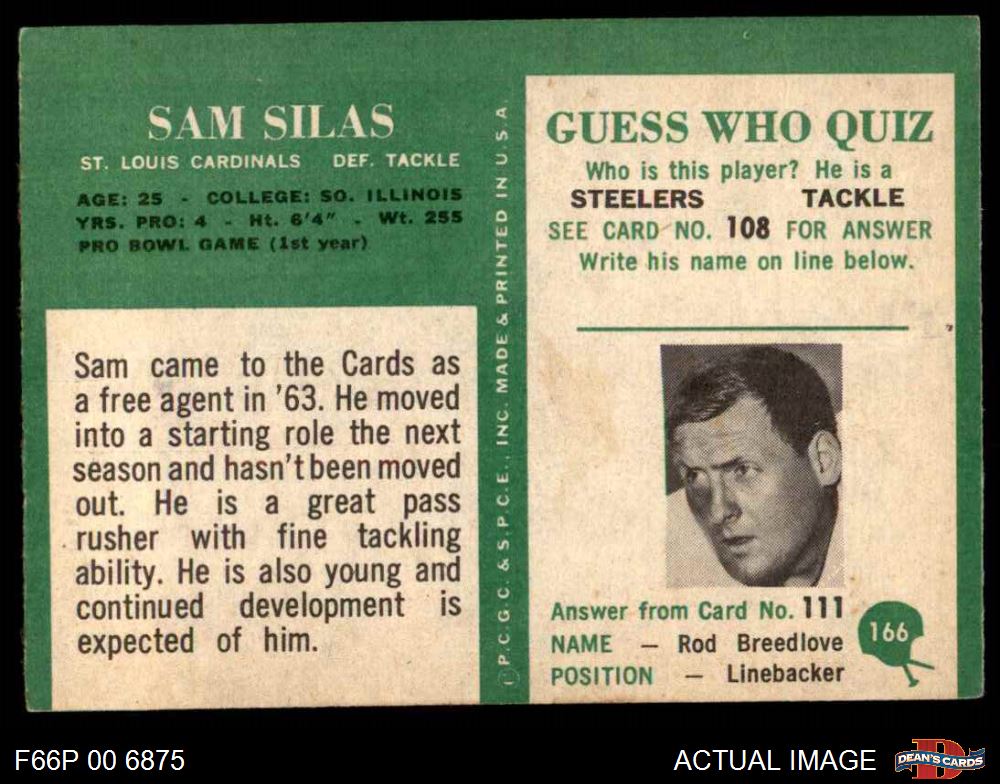 SAM SILAS
ST. LOUIS CARDINALS DEF. TACKLE
AGE: 25 - COLLEGE: SO. ILLINOIS
YRS. PRO: 4 - Ht. 6'4" - Wt. 255
PRO BOWL GAME (1st year)
Sam came to the Cards as
a free agent in '63. He moved
into a starting role the next
season and hasn't been moved
out. He is a great pass
rusher with fine tackling
ability. He is also young and
continued development is
expected of him.
©P.C.G.C. & S.P.C.E., INC. MADE & PRINTED IN U.S.A
GUESS WHO QUIZ
Who is this player? He is a
STEELERS TACKLE
SEE CARD NO. 108 FOR ANSWER
Write his name on line below.
Answer from Card No. 111
NAME — Rod Breedlove
POSITION — Linebacker
166
F66P 00 6875
ACTUAL IMAGE
DEAN'S CARDS